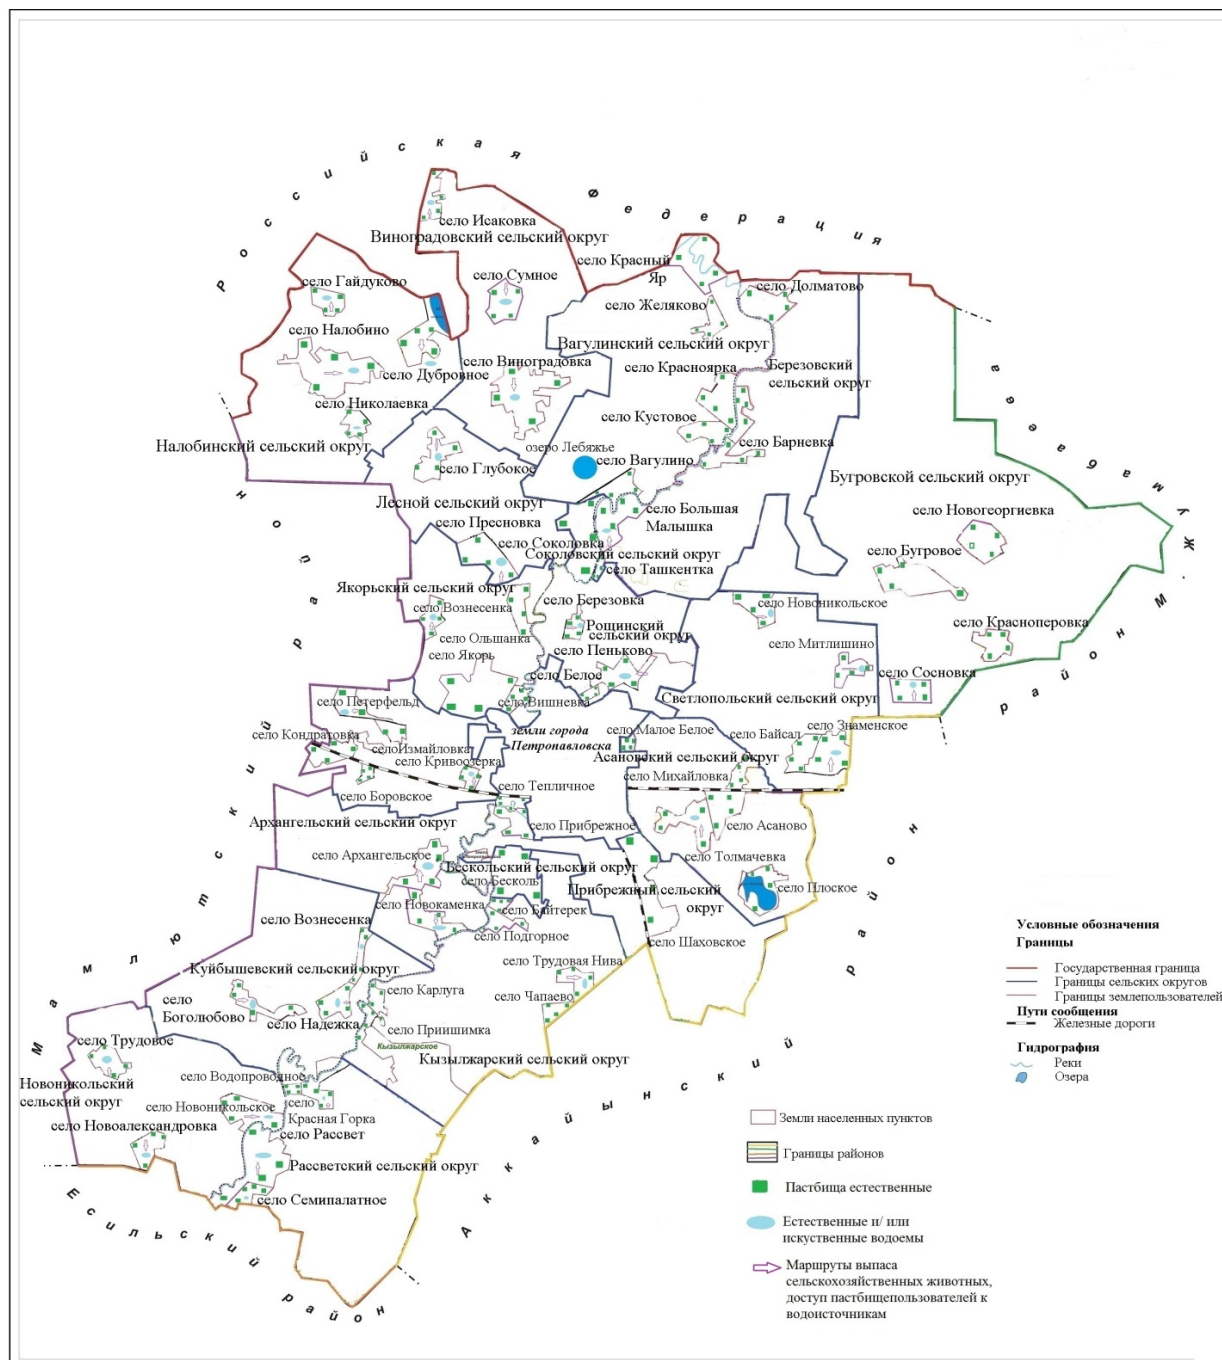 Российская Федерация
село Исаковка
Виноградовский сельский округ
село Красный
Яр
село Гайдуково
село Сумное
село Долматово
село Желяково
село Налобино
Вагулинский сельский округ
село Виноградовка
село Красноярка
Березовский
сельский округ
село Дубровное
село Николаевка
село Кустовое
Налобинский сельский округ
озеро Лебяжье
село Барневка
село Глубокое
село Вагулино
Бугровской сельский округ
Лесной сельский округ
село Большая
Малышка
село Новогеоргиевка
село Пресновка
село Соколовка
Соколовский сельский округ
село Бугровое
село Ташкентка
Якорьский сельский округ
село Вознесенка
село Березовка
село Новоникольское
Рощинский
сельский округ
село Красноперовка
село Ольшанка
село Пеньково
село Митлишино
село Якорь
село Белое
село Сосновка
село Петерфельд
село Вишневка
Светлопольский сельский округ
село Кондратовка
земли города
Петропавловска
село Малое Белое
село Байсал
село Знаменское
селоИзмайловка
село Кривоозерка
Асановский сельский округ
село Михайловка
село Боровское
село Тепличное
Архангельский сельский округ
село Прибрежное
село Асаново
село Архангельское
Бескольский сельский округ
село Толмачевка
село Бесколь
Прибрежный сельский
округ
село Плоское
село Новокаменка
село Байтерек
село Вознесенка
село Подгорное
село Шаховское
Куйбышевский сельский округ
село Трудовая Нива
село
Боголюбово
село Надежка
село Карлуга
село Чапаево
село Приишимка
село Трудовое
Кызылжарское
Кызылжарский сельский округ
Новоникольский
сельский округ
село Водопроводное
село Новоникольское
село
Красная Горка
село Новоалександровка
село Рассвет
Рассветский сельский округ
село Семипалатное
Мамлютский район
Есильский район
Аккайынский район
район М. Жумабаева
Условные обозначения
Границы
Государственная граница
Границы сельских округов
Границы землепользователей
Пути сообщения
Железные дороги
Гидрография
Реки
Озера
Земли населенных пунктов
Границы районов
Пастбища естественные
Естественные и/ или
искуственные водоемы
Маршруты выпаса
сельскохозяйственных животных,
доступ пастбищепользователей к
водоисточникам